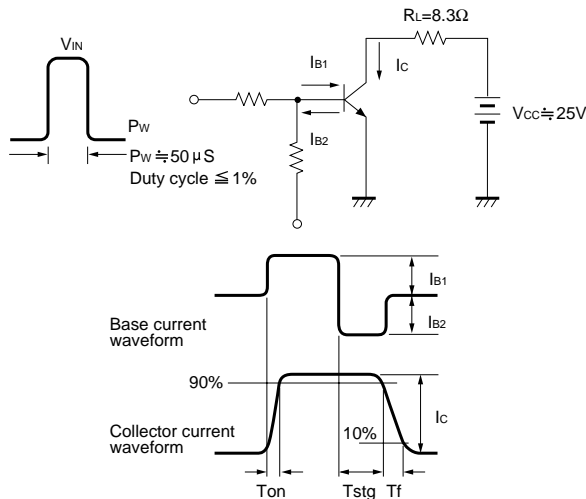 RL=8.3Ω
VIN
IB1
IC
PW
IB2
VCC≒25V
PW≒50μS
Duty cycle≦1%
IB1
Base current
waveform
IB2
90%
IC
Collector current
waveform
10%
Ton
Tstg
Tf